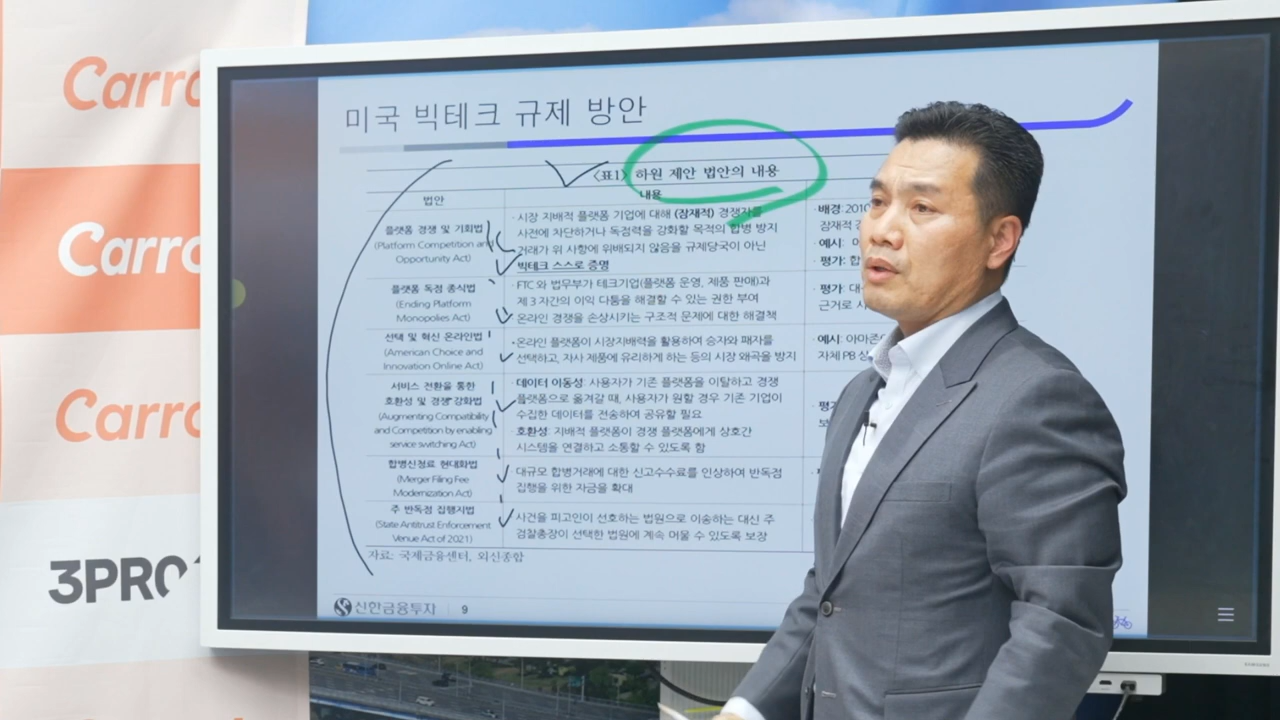 Carro
Carro
Carro
3PRO
미국 빅테크 규제 방안
<표1> 하원 제안 법안의 내용
법안
내용
플랫폼 경쟁 및 기회법
(Platform Competition and
Opportunity Act)
· 시장 지배적 플랫폼 기업에 대해 (잠재적) 경쟁자를
사전에 차단하거나 독점력을 강화할 목적의 합병 방지
거래가 위 사항에 위배되지 않음을 규제당국이 아닌
빅테크 스스로 증명
· 배경: 2010
잠재적
· 예시:
· 평가: 합
플랫폼 독점 종식법
(Ending Platform
Monopolies Act)
· FTC 와 법무부가 테크기업(플랫폼 운영, 제품 판매)과
제 3 자간의 이익 다툼을 해결할 수 있는 권한 부여
온라인 경쟁을 손상시키는 구조적 문제에 대한 해결책
· 평가: 대
근거로
선택 및 혁신 온라인법
(American Choice and
Innovation Online Act)
· 온라인 플랫폼이 시장지배력을 활용하여 승자와 패자를
선택하고, 자사 제품에 유리하게 하는 등의 시장 왜곡을 방지
· 예시: 아마존
자체 PB 상
서비스 전환을 통한
호환성 및 경쟁 강화법
(Augmenting Compatibility
and Competition by enabling
service switching Act)
· 데이터 이동성: 사용자가 기존 플랫폼을 이탈하고 경쟁
플랫폼으로 옮겨갈 때, 사용자가 원할 경우 기존 기업이
수집한 데이터를 전송하여 공유할 필요
· 호환성: 지배적 플랫폼이 경쟁 플랫폼에게 상호간
시스템을 연결하고 소통할 수 있도록 함
합병신청료 현대화법
(Merger Filing Fee
Modernization Act)
대규모 합병거래에 대한 신고수수료를 인상하여 반독점
집행을 위한 자금을 확대
주 반독점 집행지법
(State Antitrust Enforcement
Venue Act of 2021)
· 사건을 피고인이 선호하는 법원으로 이송하는 대신 주
검찰총장이 선택한 법원에 계속 머물 수 있도록 보장
자료: 국제금융센터, 외신종합
신한금융투자 9
SAMSUNG